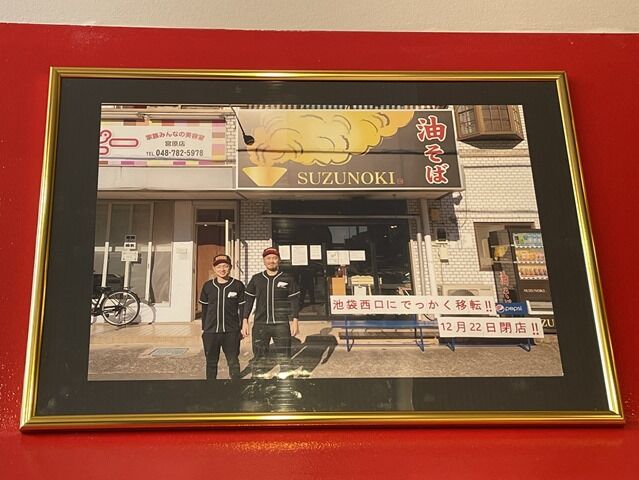 家族みんなの美容室
宮原店
TEL 048-782-5978
SUZUNOKI
油そば
池袋西口にでっかく移転!!
12月22日閉店!!
pepsi